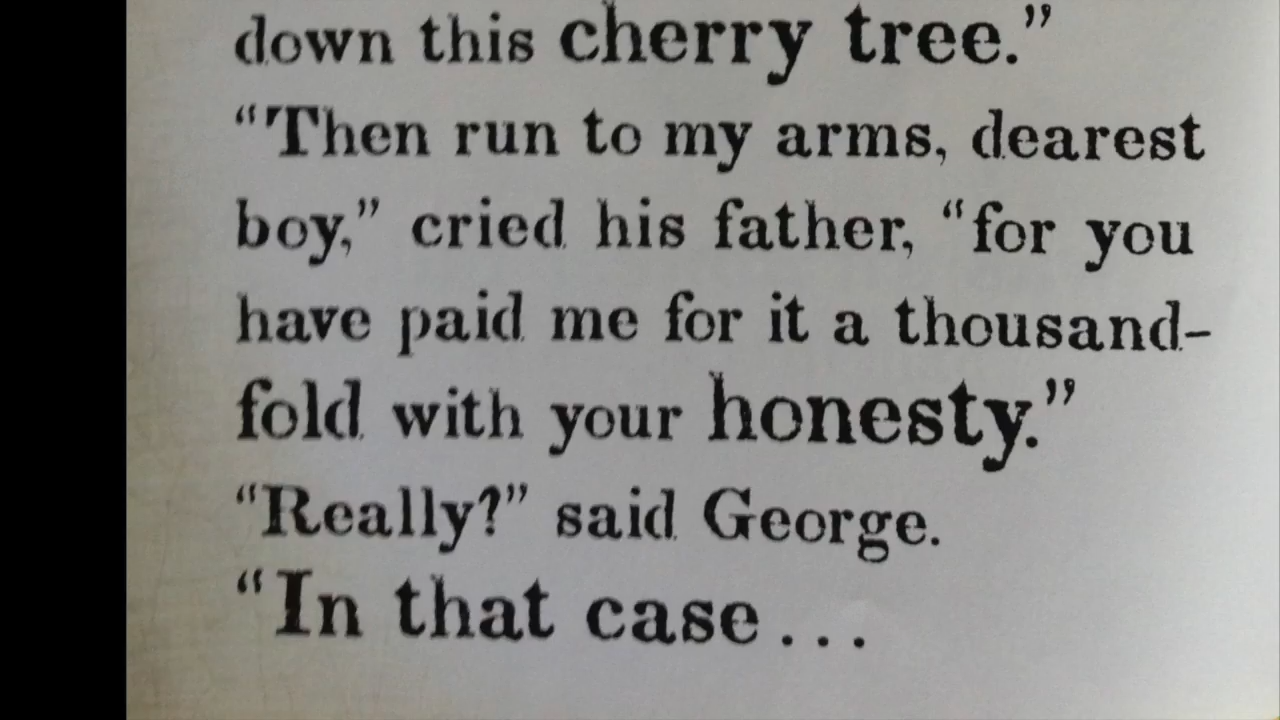 down this cherry tree.”
“Then run to my arms, dearest
boy,” cried his father, “for you
have paid me for it a thousand-
fold with your honesty.”
“Really?” said George.
“In that case . . .